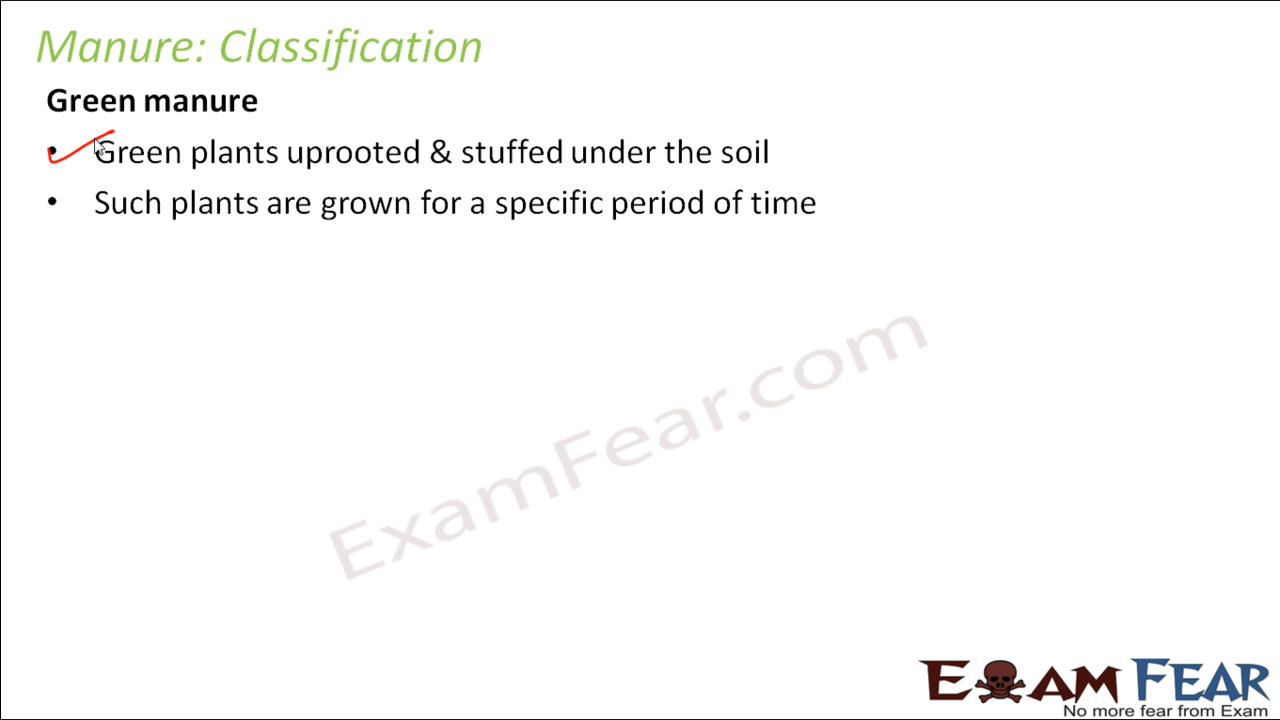 Manure: Classification
Green manure
• Green plants uprooted & stuffed under the soil
• Such plants are grown for a specific period of time
ExamFear.com
EXAM FEAR
No more fear from Exam